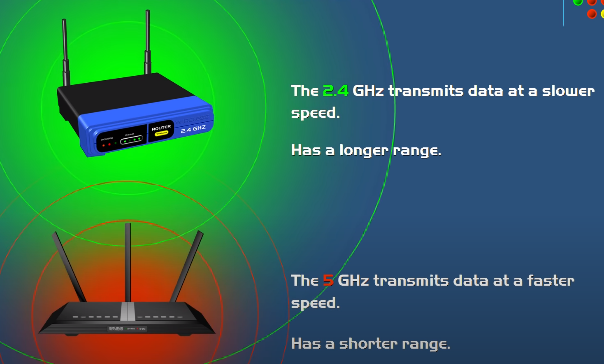 The 2.4 GHz transmits data at a slower
speed.
Has a longer range.
ROUTER
2.4 GHZ
The 5 GHz transmits data at a faster
speed.
Has a shorter range.